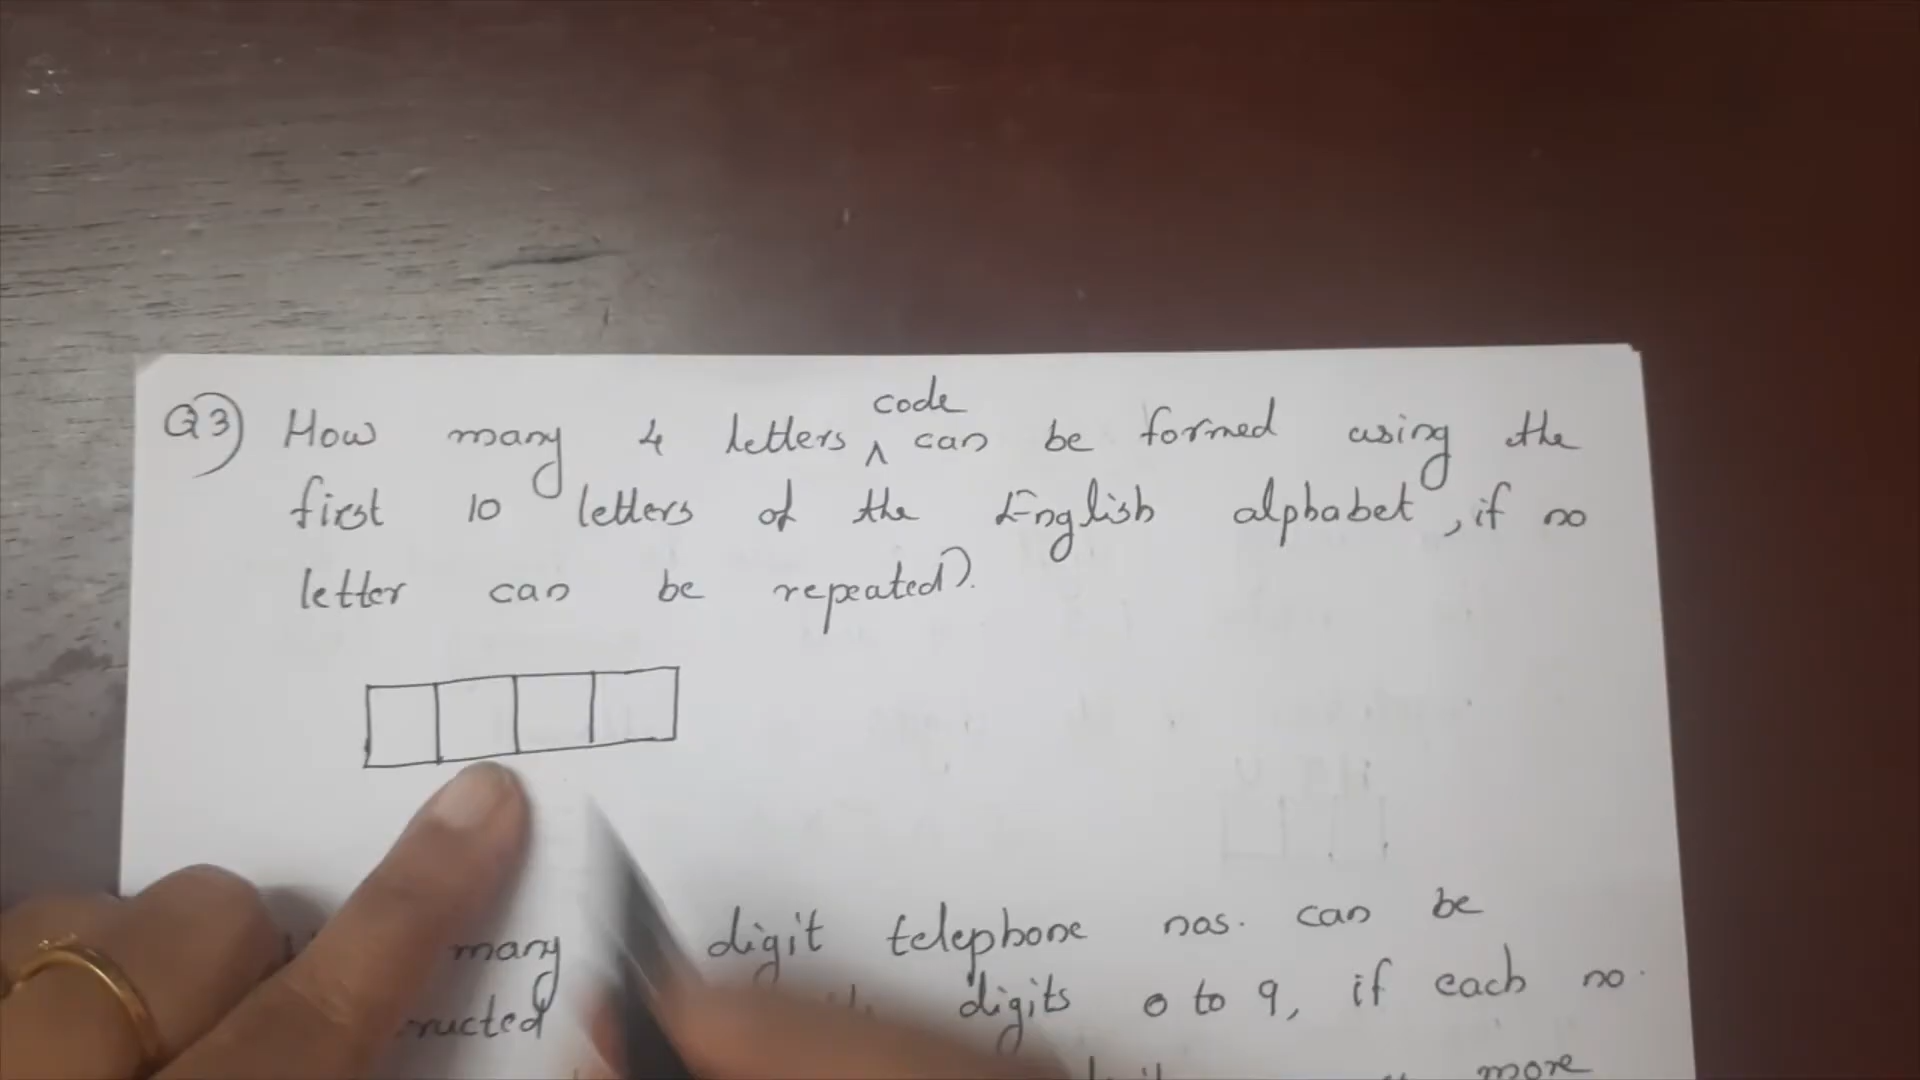 Q3) How many 4 letters ^ code can be formed using the
first 10 letters of the English alphabet, if no
letter can be repeated?
many digit telephone nos. can be
digits 0 to 9, if each no.
more